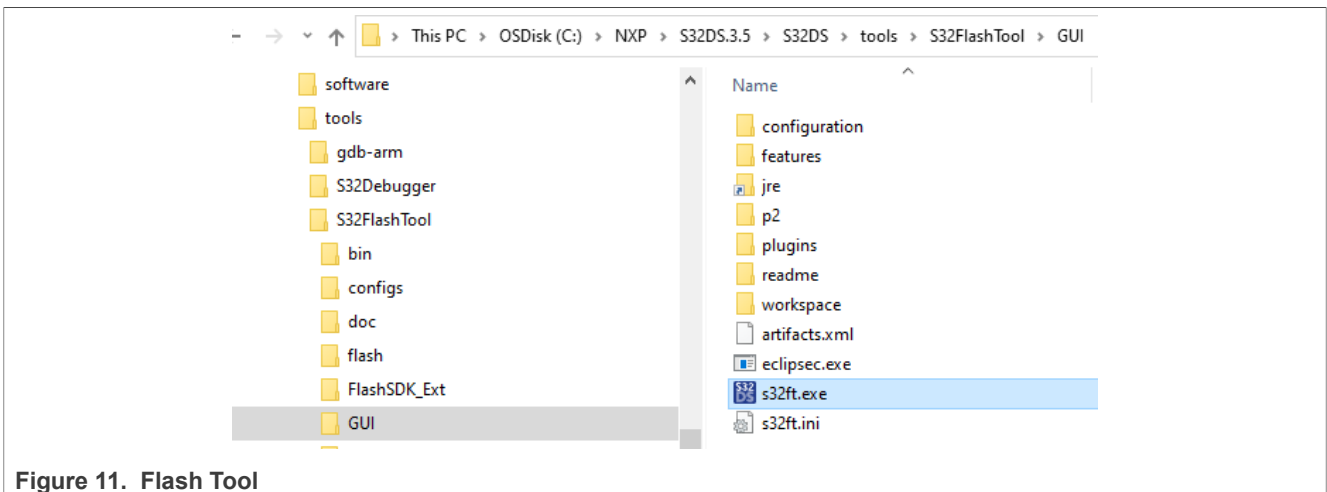 This PC > OSDisk (C:) > NXP > S32DS.3.5 > S32DS > tools > S32FlashTool > GUI
software
tools
gdb-arm
S32Debugger
S32FlashTool
bin
configs
doc
flash
FlashSDK_Ext
GUI
Name
configuration
features
jre
p2
plugins
readme
workspace
artifacts.xml
eclipsec.exe
s32ft.exe
s32ft.ini
Figure 11. Flash Tool